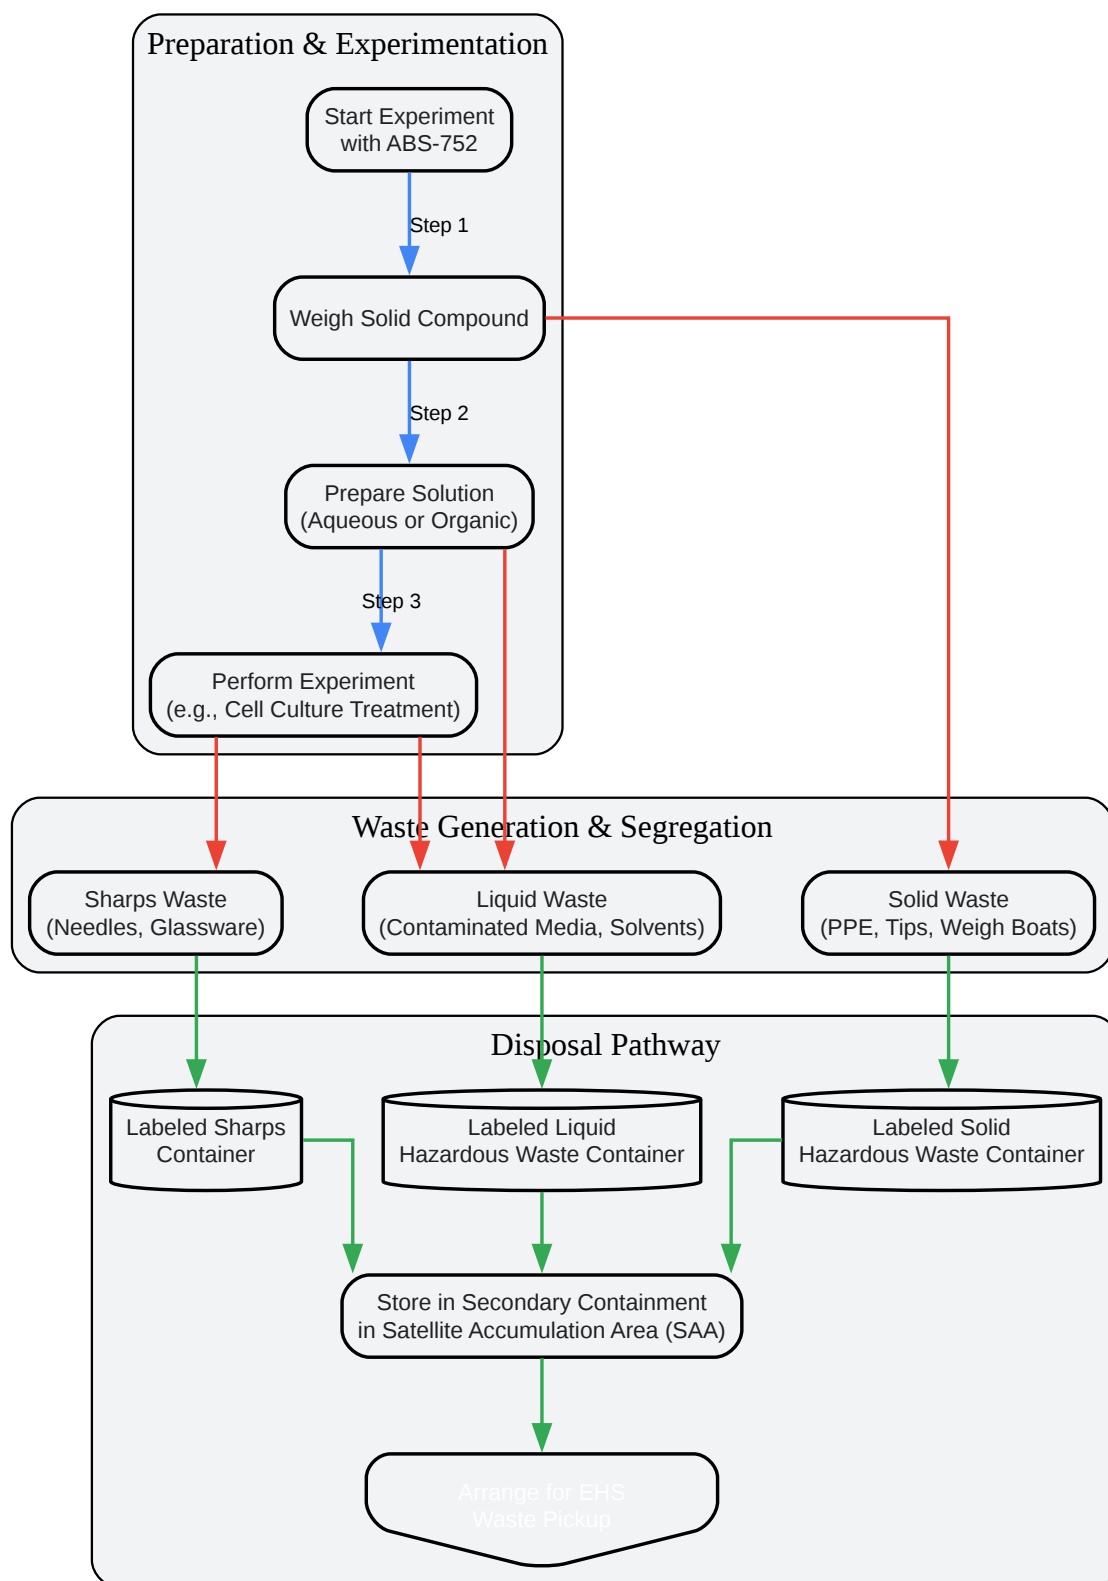 Preparation & Experimentation
Start Experiment
with ABS-752
Step 1
Weigh Solid Compound
Step 2
Prepare Solution
(Aqueous or Organic)
Step 3
Perform Experiment
(e.g., Cell Culture Treatment)
Waste Generation & Segregation
Sharps Waste
(Needles, Glassware)
Liquid Waste
(Contaminated Media, Solvents)
Solid Waste
(PPE, Tips, Weigh Boats)
Disposal Pathway
Labeled Sharps
Container
Labeled Liquid
Hazardous Waste Container
Labeled Solid
Hazardous Waste Container
Store in Secondary Containment
in Satellite Accumulation Area (SAA)
Arrange for EHS
Waste Pickup